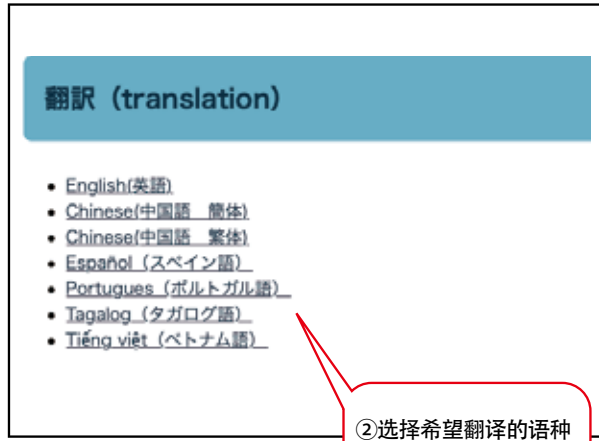 翻訳（translation）
• English(英語)
• Chinese(中国語　簡体)
• Chinese(中国語　繁体)
• Español（スペイン語）
• Portugues（ポルトガル語）
• Tagalog（タガログ語）
• Tiếng việt（ベトナム語）
②选择希望翻译的语种